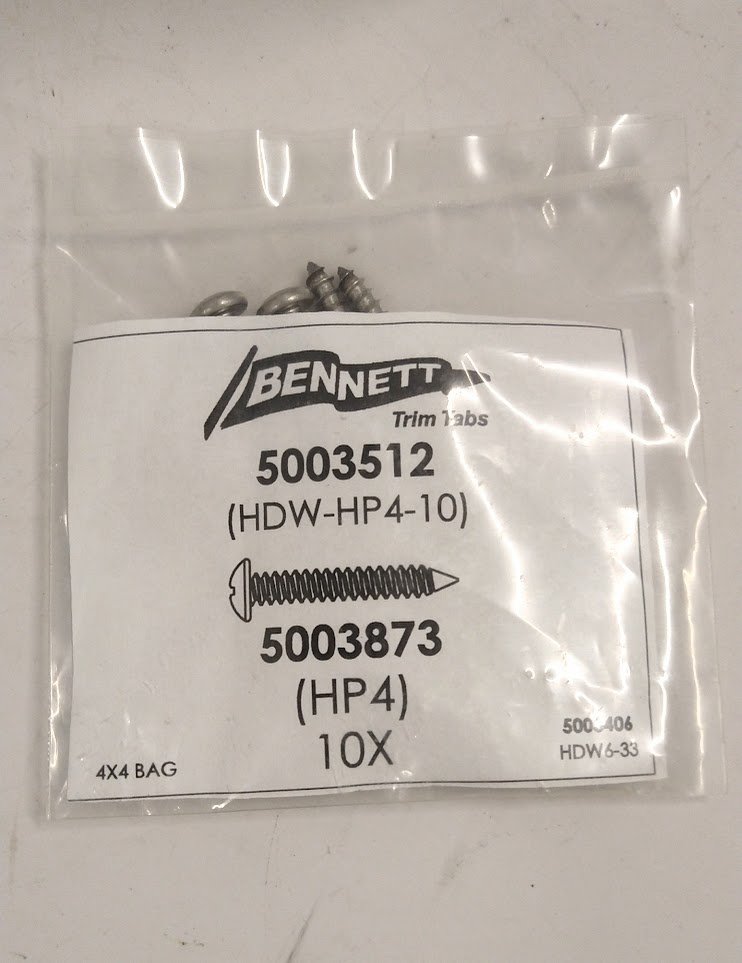 BENNETT
Trim Tabs
5003512
(HDW-HP4-10)
5003873
(HP4)
10X
4X4 BAG
HDW6-33